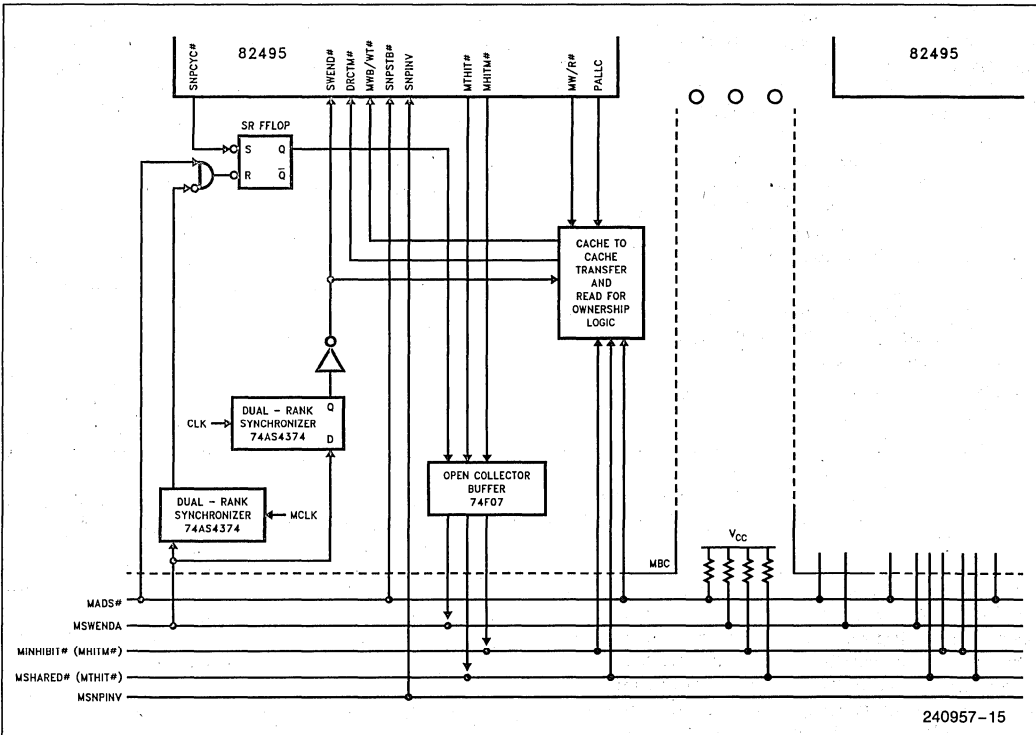 82495
82495
SNPCYC#
SWEND#
DRCTM#
MWB/WT#
SNPSTB#
SNPINV
MTHIT#
MHITM#
MW/R#
PALLC
SR FFLOP
S Q
R Q̅
CACHE TO
CACHE
TRANSFER
AND
READ FOR
OWNERSHIP
LOGIC
DUAL – RANK
SYNCHRONIZER
74AS4374
Q
D
CLK
OPEN COLLECTOR
BUFFER
74F07
DUAL – RANK
SYNCHRONIZER
74AS4374
MCLK
VCC
MBC
MADS#
MSWENDA
MINHIBIT# (MHITM#)
MSHARED# (MTHIT#)
MSNPINV
240957–15